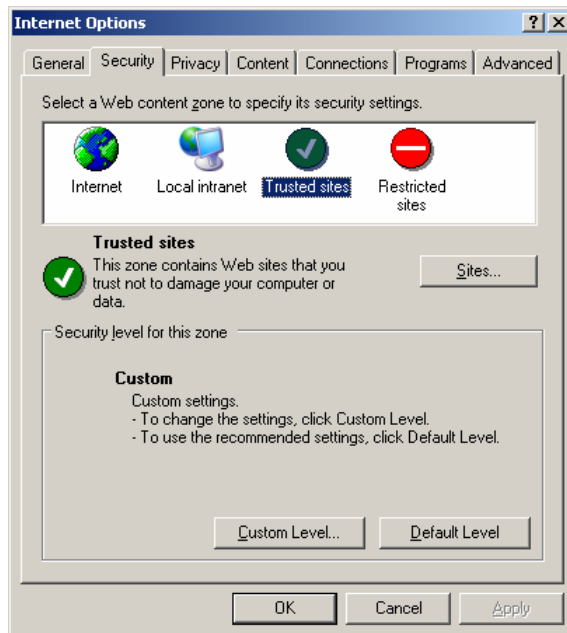 Internet Options
General Security Privacy Content Connections Programs Advanced
Select a Web content zone to specify its security settings.
Internet Local intranet Trusted sites Restricted sites
Trusted sites
This zone contains Web sites that you
trust not to damage your computer or
data.
Sites...
Security level for this zone
Custom
Custom settings.
- To change the settings, click Custom Level.
- To use the recommended settings, click Default Level.
Custom Level... Default Level
OK Cancel Apply